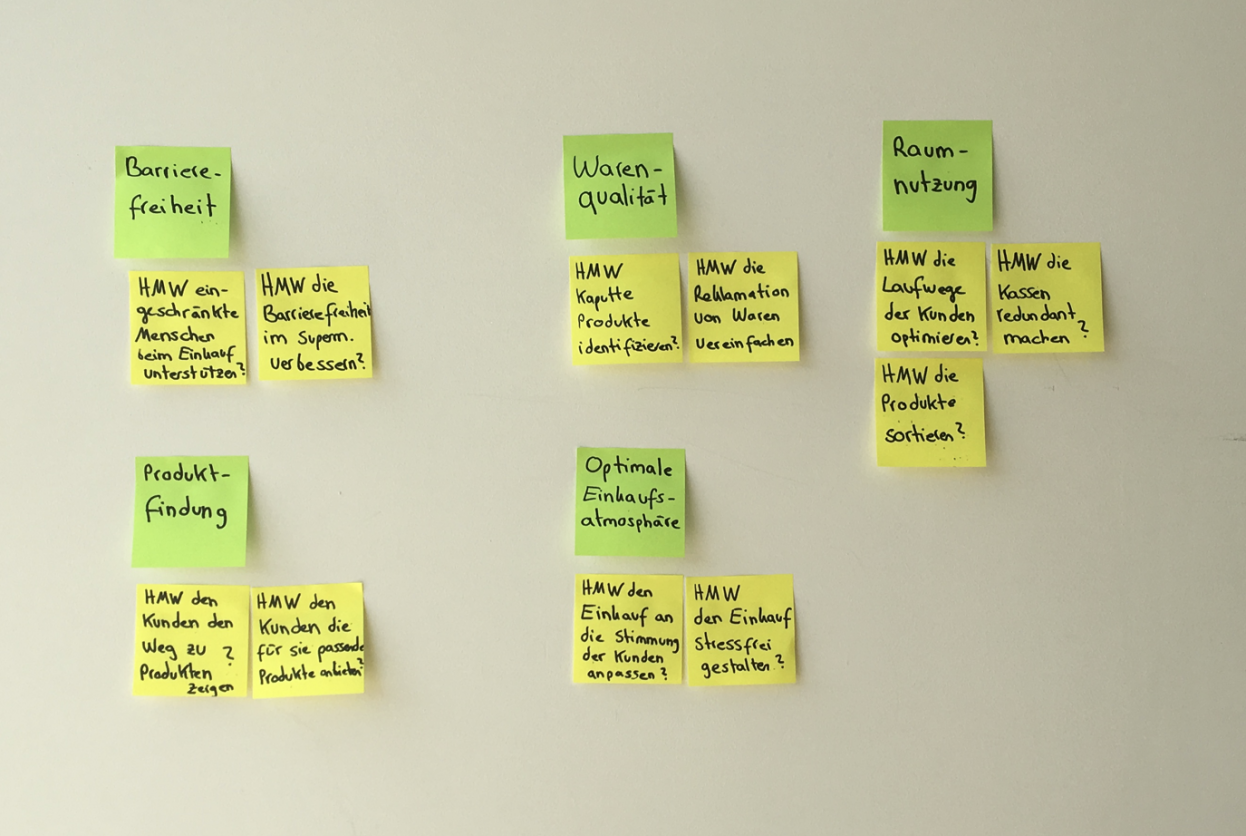 Barriere-
freiheit
HMW ein-
geschränkte
Menschen
beim Einkauf
unterstützen?
HMW die
Barrierefreiheit
im Superm.
verbessern?
Waren-
qualität
HMW
Kaputte
Produkte
identifizieren?
HMW die
Reklamation
von Waren
vereinfachen
Raum-
nutzung
HMW die
Laufwege
der Kunden
optimieren?
HMW die
Kassen
redundant
machen?
HMW die
Produkte
sortieren?
Produkt-
findung
HMW den
Kunden den
Weg zu
Produkten
zeigen?
HMW den
Kunden die
für sie passende
Produkte anbieten?
Optimale
Einkaufs-
atmosphäre
HMW den
Einkauf an
die Stimmung
der Kunden
anpassen?
HMW
den Einkauf
Stressfrei
gestalten?